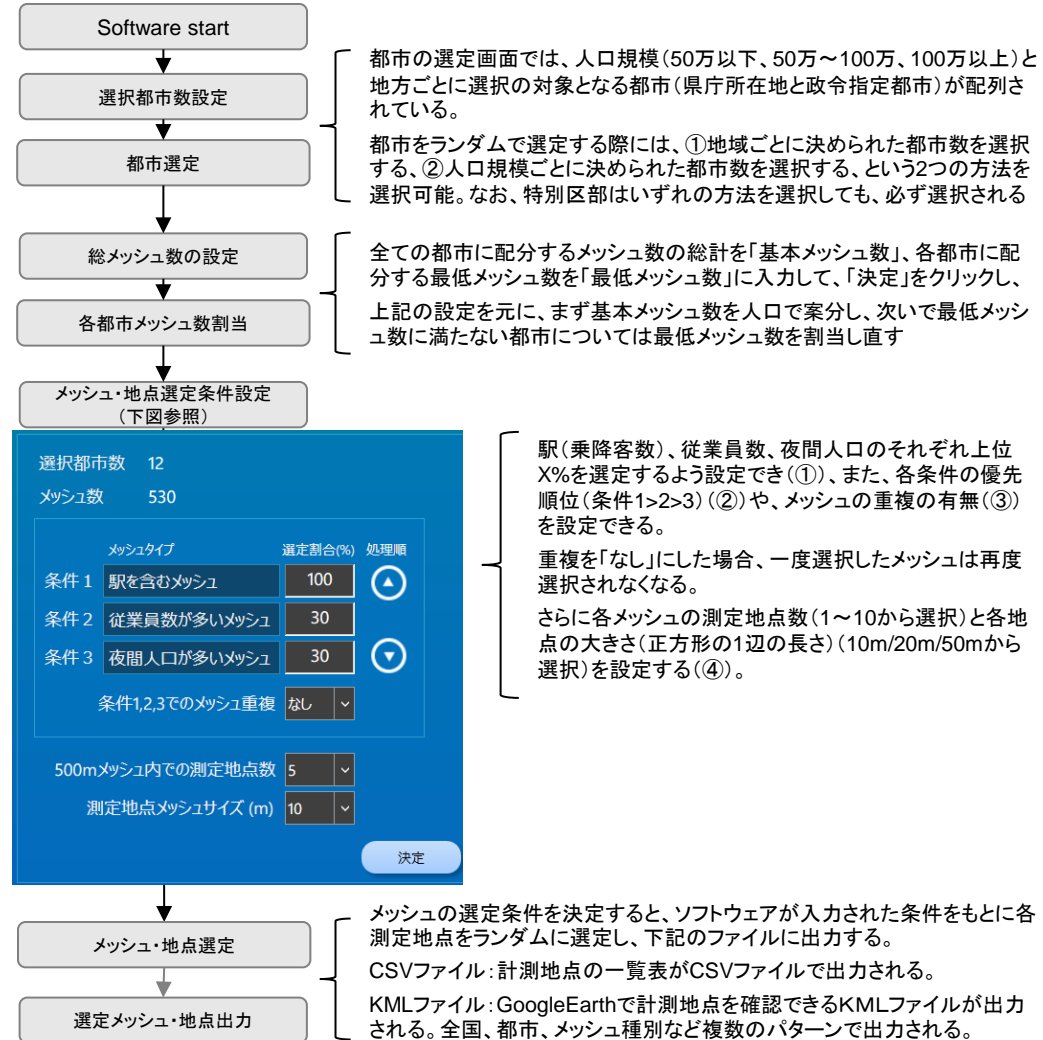 Software start
選択都市数設定
都市選定
都市の選定画面では、人口規模（50万以下、50万～100万、100万以上）と
地方ごとに選択の対象となる都市（県庁所在地と政令指定都市）が配列さ
れている。
都市をランダムで選定する際には、①地域ごとに決められた都市数を選択
する、②人口規模ごとに決められた都市数を選択する、という2つの方法を
選択可能。なお、特別区部はいずれの方法を選択しても、必ず選択される
総メッシュ数の設定
各都市メッシュ数割当
全ての都市に配分するメッシュ数の総計を「基本メッシュ数」、各都市に配
分する最低メッシュ数を「最低メッシュ数」に入力して、「決定」をクリックし、
上記の設定を元に、まず基本メッシュ数を人口で案分し、次いで最低メッシ
ュ数に満たない都市については最低メッシュ数を割当し直す
メッシュ・地点選定条件設定
（下図参照）
選択都市数 12
メッシュ数 530
メッシュタイプ 選定割合(%) 処理順
条件1 駅を含むメッシュ 100
条件2 従業員数が多いメッシュ 30
条件3 夜間人口が多いメッシュ 30
条件1,2,3でのメッシュ重複 なし
500mメッシュ内での測定地点数 5
測定地点メッシュサイズ (m) 10
決定
駅（乗降客数）、従業員数、夜間人口のそれぞれ上位
X%を選定するよう設定でき（①）、また、各条件の優先
順位（条件1>2>3）（②）や、メッシュの重複の有無（③）
を設定できる。
重複を「なし」にした場合、一度選択したメッシュは再度
選択されなくなる。
さらに各メッシュの測定地点数（1～10から選択）と各地
点の大きさ（正方形の1辺の長さ）（10m/20m/50mから
選択）を設定する（④）。
メッシュ・地点選定
選定メッシュ・地点出力
メッシュの選定条件を決定すると、ソフトウェアが入力された条件をもとに各
測定地点をランダムに選定し、下記のファイルに出力する。
CSVファイル：計測地点の一覧表がCSVファイルで出力される。
KMLファイル：GoogleEarthで計測地点を確認できるKMLファイルが出力
される。全国、都市、メッシュ種別など複数のパターンで出力される。